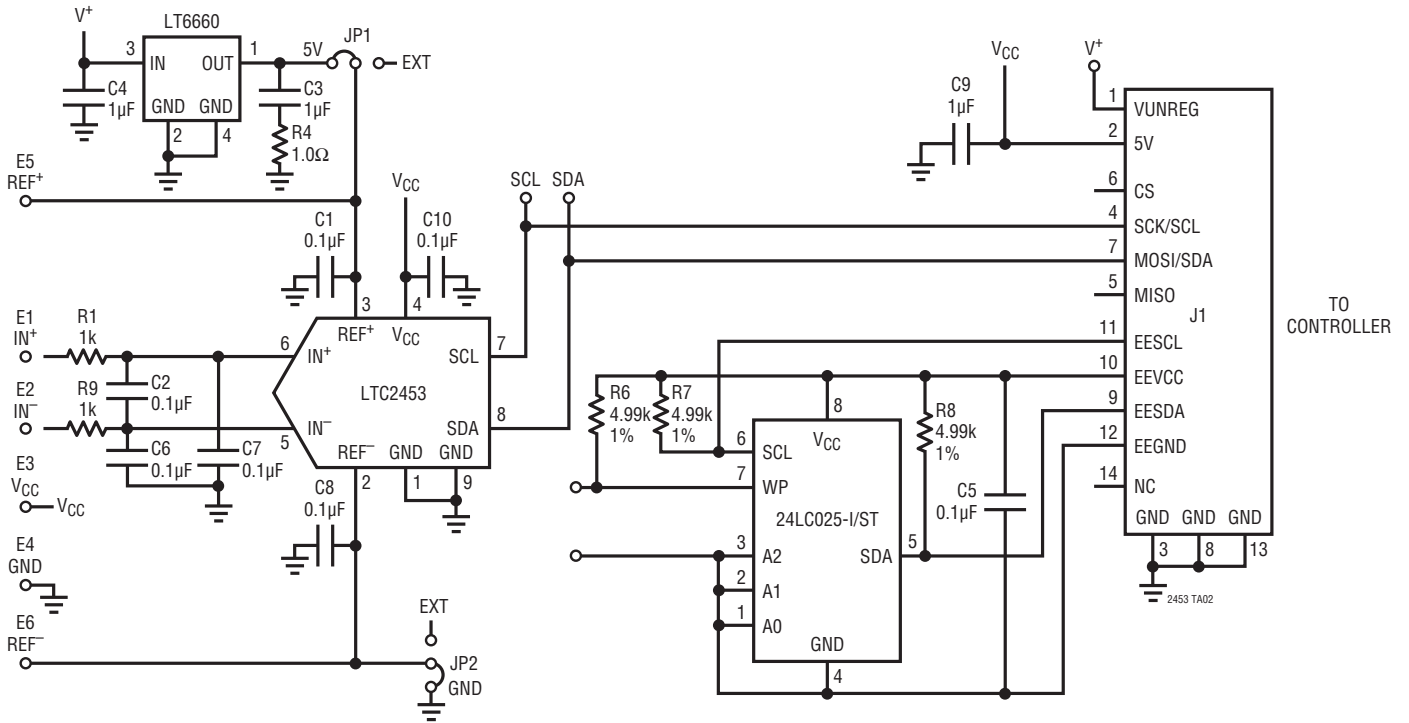 V+
LT6660
3
IN
OUT
1
5V
JP1
EXT
C4
1µF
GND
GND
2
4
C3
1µF
R4
1.0Ω
E5
REF+
VCC
C1
0.1µF
C10
0.1µF
SCL
SDA
3
4
E1
IN+
R1
1k
6
IN+
REF+
VCC
SCL
7
C2
0.1µF
LTC2453
E2
IN−
R9
1k
5
IN−
SDA
8
REF−
GND
GND
C6
0.1µF
C7
0.1µF
2
1
9
E3
VCC
VCC
C8
0.1µF
E4
GND
E6
REF−
EXT
JP2
GND
VCC
V+
C9
1µF
1
VUNREG
2
5V
6
CS
4
SCK/SCL
7
MOSI/SDA
5
MISO
J1
11
EESCL
10
EEVCC
9
EESDA
12
EEGND
14
NC
GND
GND
GND
3
8
13
TO
CONTROLLER
2453 TA02
R6
4.99k
1%
R7
4.99k
1%
8
VCC
R8
4.99k
1%
6
SCL
7
WP
24LC025-I/ST
C5
0.1µF
3
A2
SDA
5
2
A1
1
A0
GND
4